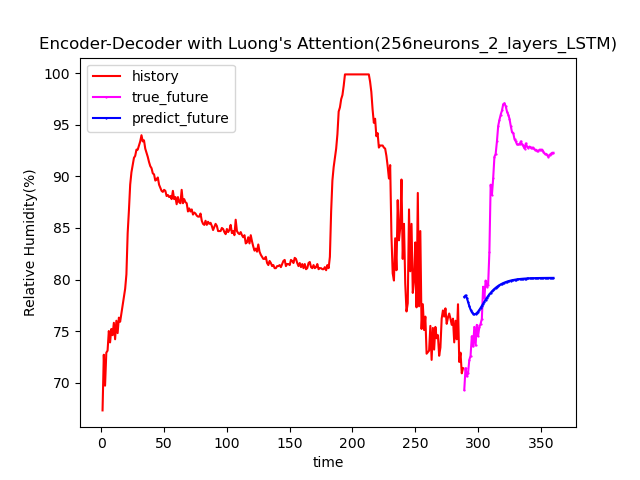 Encoder-Decoder with Luong's Attention(256neurons_2_layers_LSTM)
history
true_future
predict_future
100
95
90
85
80
75
70
Relative Humidity(%)
0 50 100 150 200 250 300 350
time